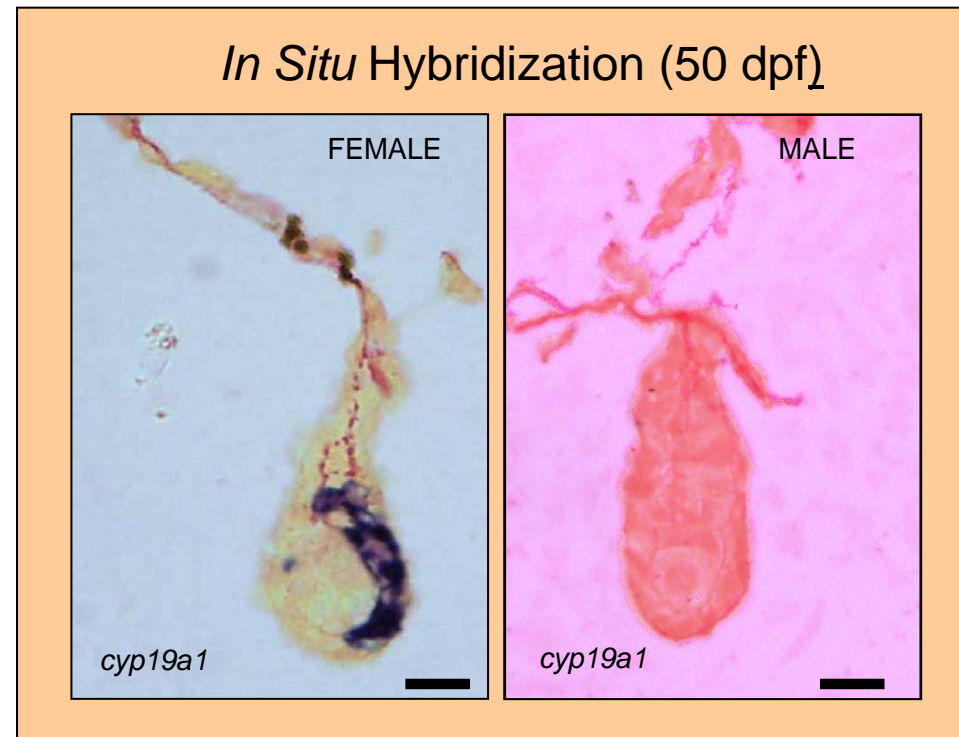 In Situ Hybridization (50 dpf)
FEMALE
MALE
cyp19a1
cyp19a1